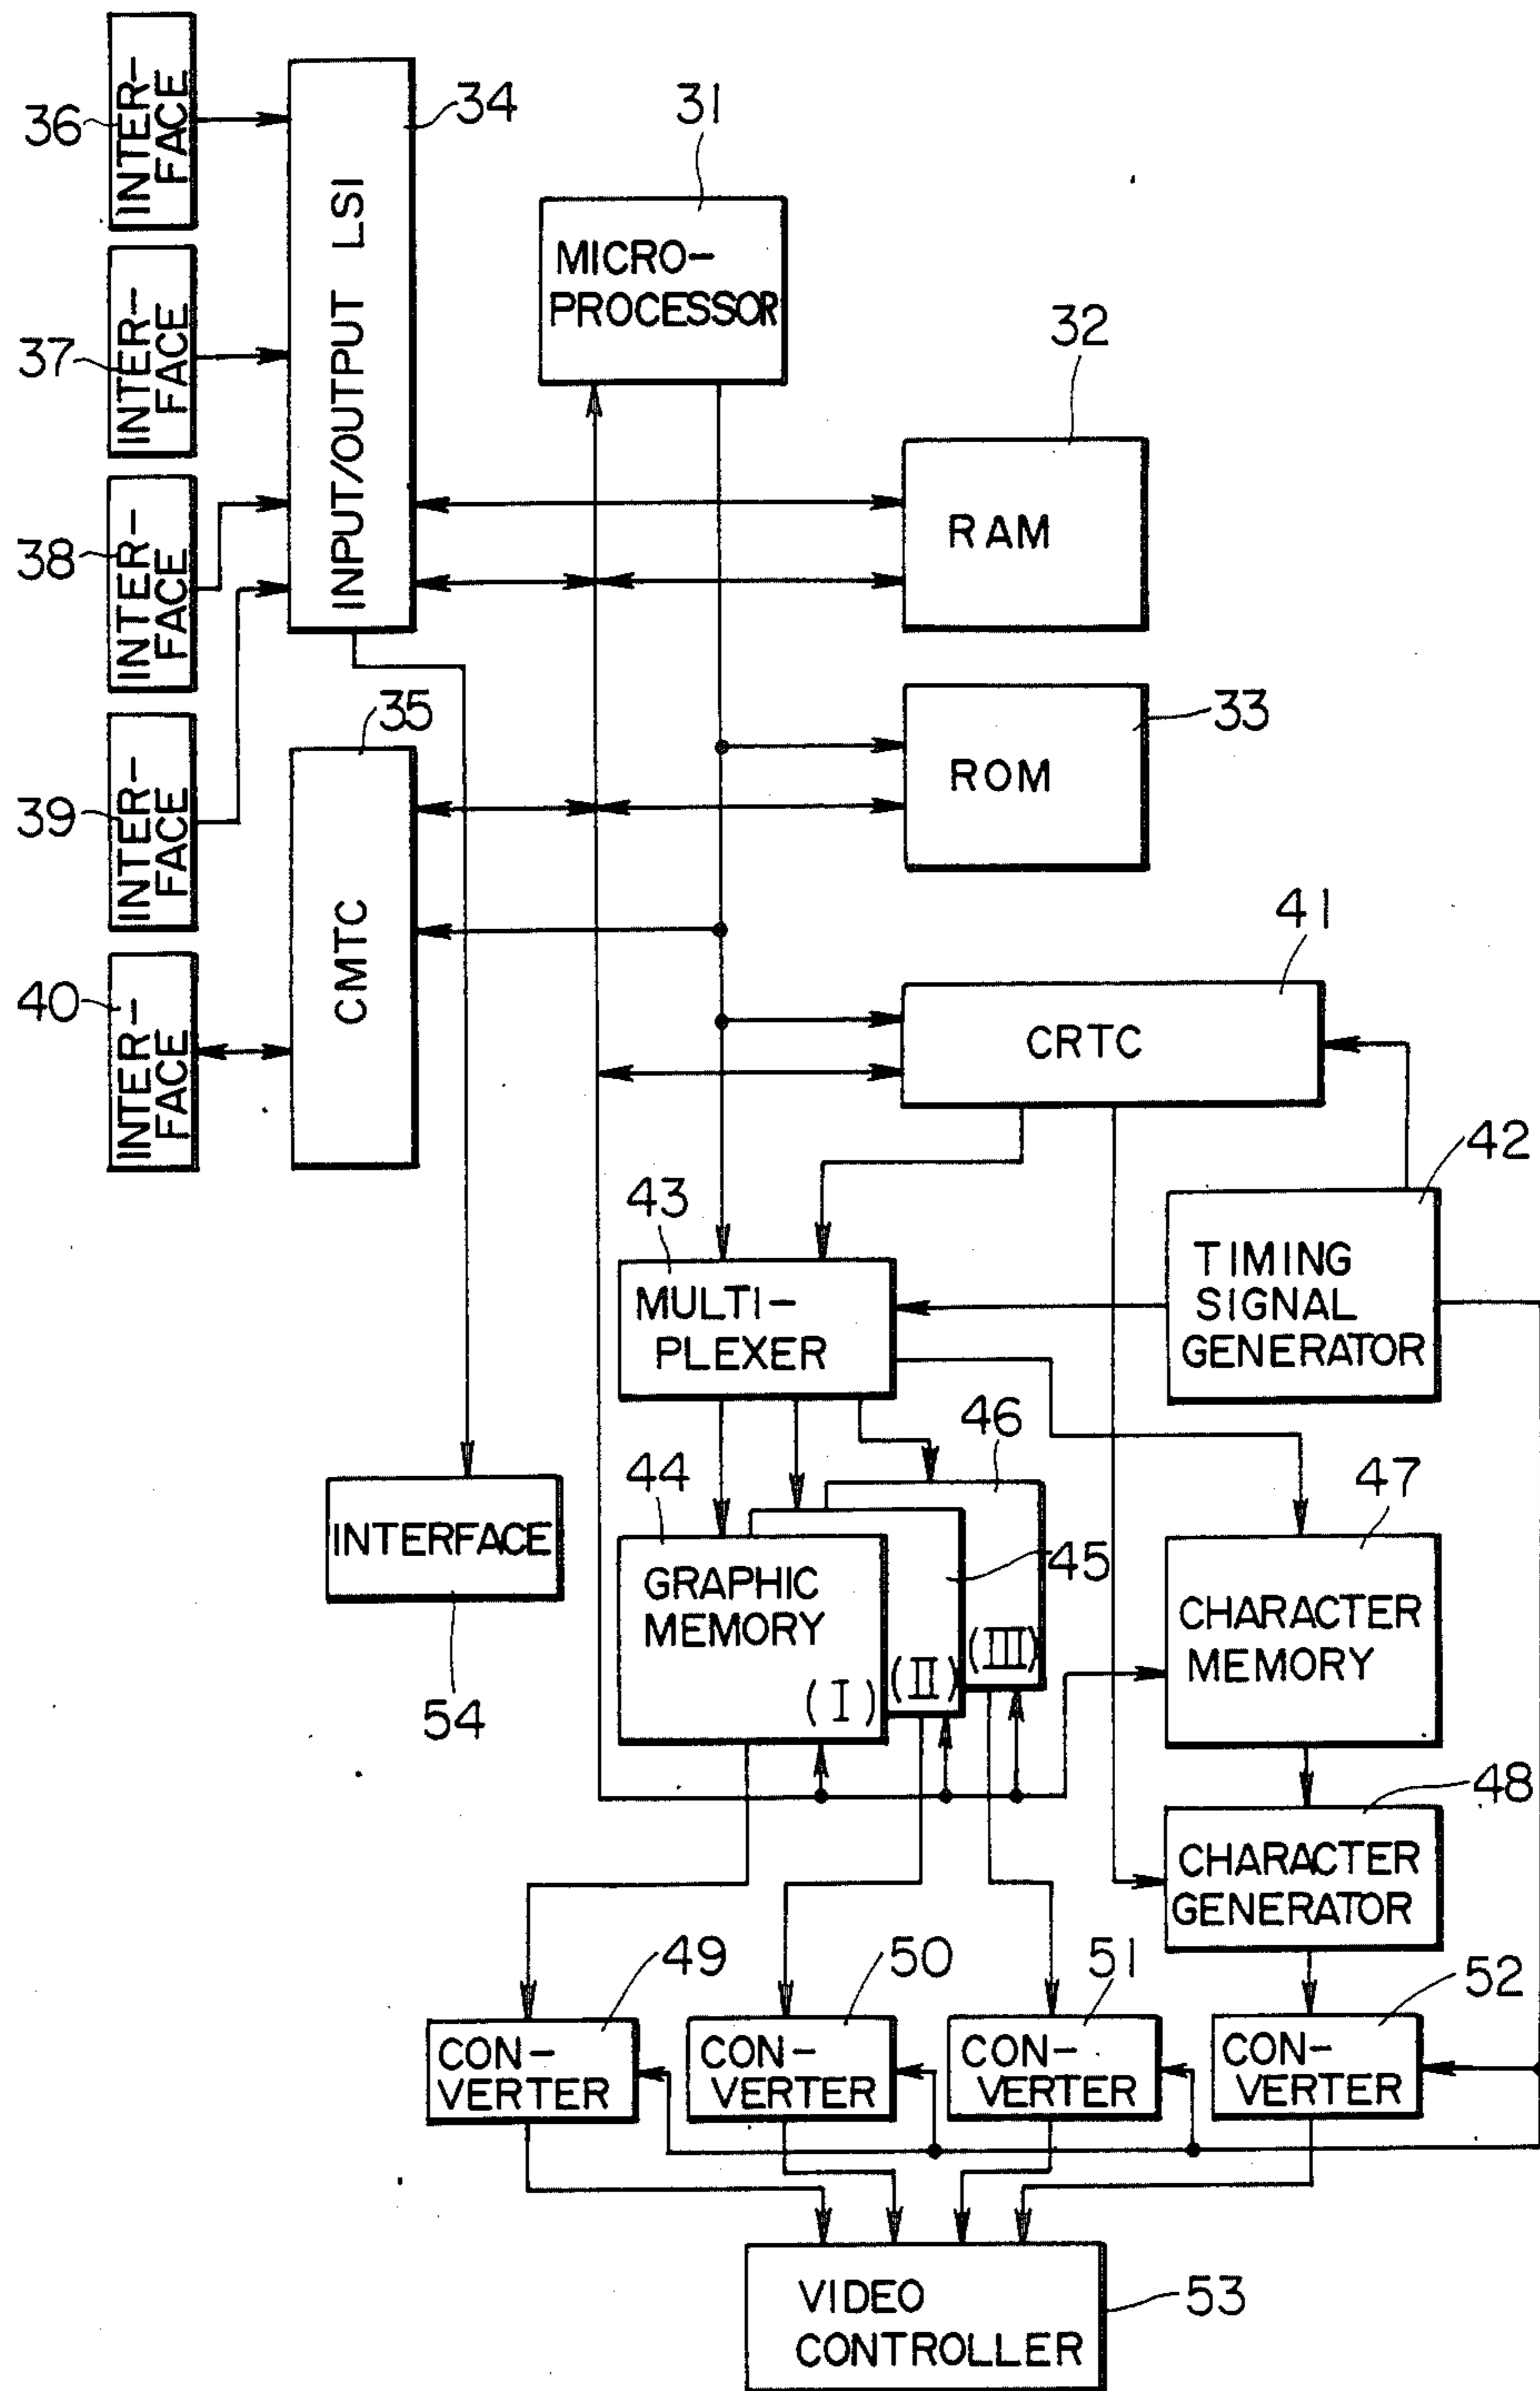 36
INTER-
FACE
37
INTER-
FACE
38
INTER-
FACE
39
INTER-
FACE
40
INTER-
FACE
34
INPUT/OUTPUT LSI
35
CMTC
31
MICRO-
PROCESSOR
32
RAM
33
ROM
41
CRTC
42
TIMING
SIGNAL
GENERATOR
43
MULTI-
PLEXER
44
GRAPHIC
MEMORY
(I)
45
(II)
46
(III)
47
CHARACTER
MEMORY
INTERFACE
54
48
CHARACTER
GENERATOR
49
CON-
VERTER
50
CON-
VERTER
51
CON-
VERTER
52
CON-
VERTER
VIDEO
CONTROLLER
53